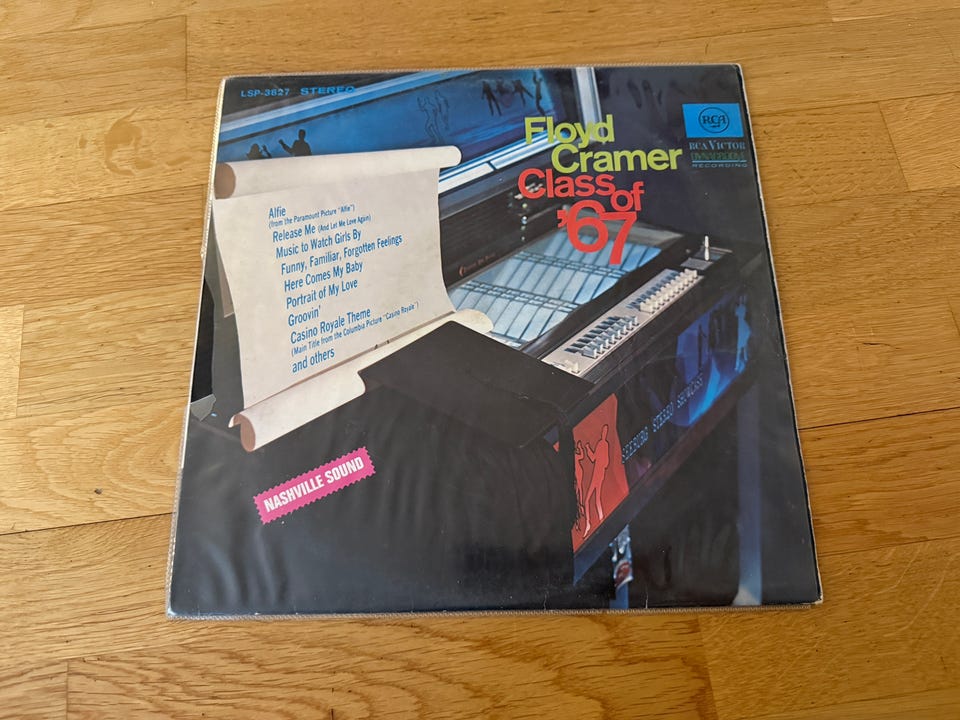 LSP-3827 STEREO
Floyd
Cramer
Class of
'67
RCA
RCA VICTOR
DYNAGROOVE
RECORDING
Alfie
(from the Paramount Picture "Alfie")
Release Me (And Let Me Love Again)
Music to Watch Girls By
Funny, Familiar, Forgotten Feelings
Here Comes My Baby
Portrait of My Love
Groovin'
Casino Royale Theme
(Main Title from the Columbia Picture "Casino Royale")
and others
NASHVILLE SOUND
SEEBURG STEREO SHOWCASE